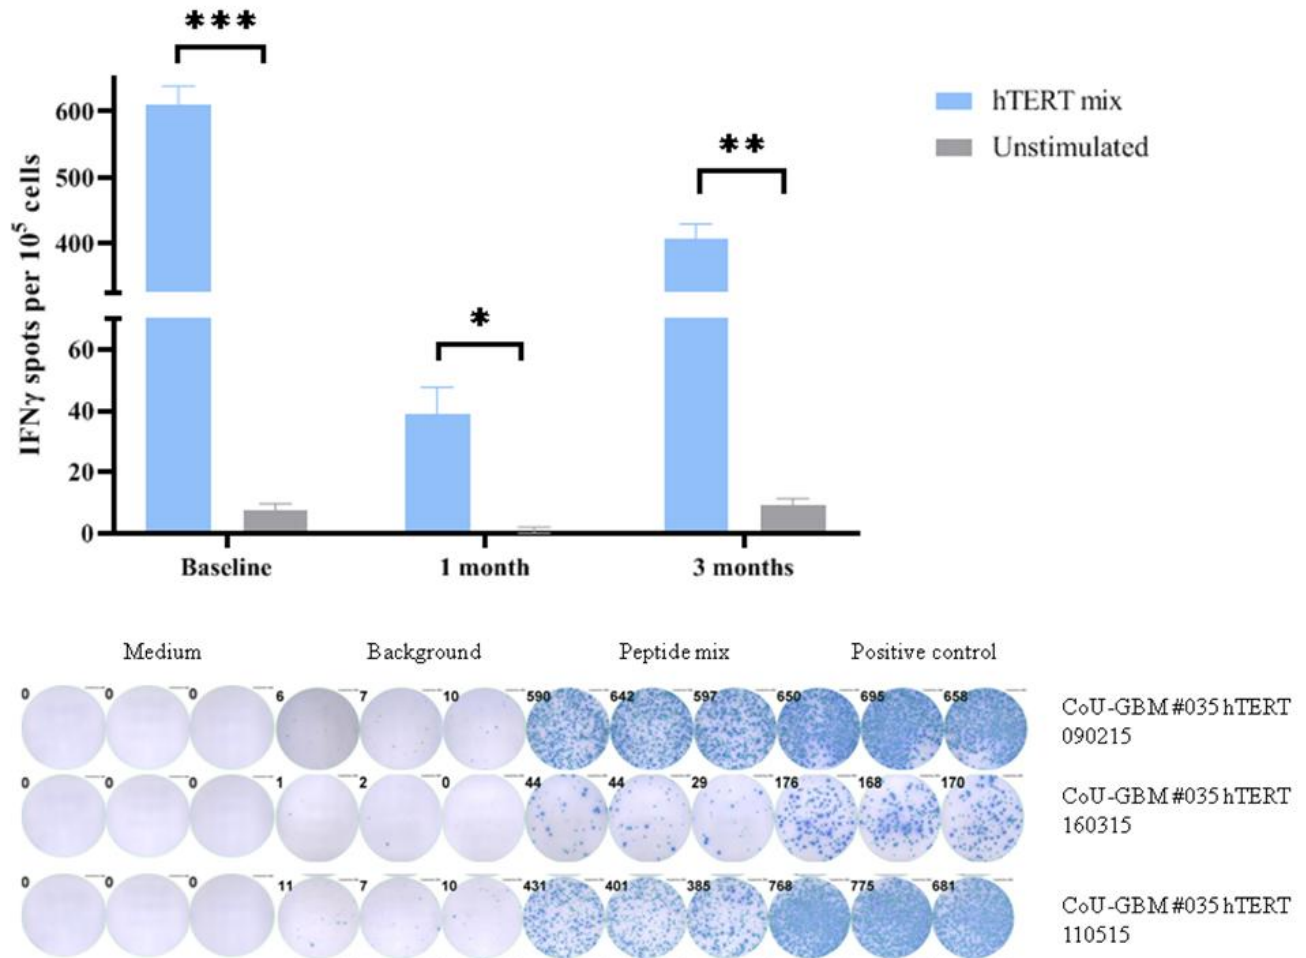 ***
600
500
400
60
40
20
0
IFNγ spots per 10⁵ cells
*
**
hTERT mix
Unstimulated
Baseline 1 month 3 months
Medium Background Peptide mix Positive control
0 0 0 6 7 10 590 642 597 650 695 658
CoU-GBM #035 hTERT
090215
0 0 0 1 2 0 44 44 29 176 168 170
CoU-GBM #035 hTERT
160315
0 0 0 11 7 10 431 401 385 768 775 681
CoU-GBM #035 hTERT
110515